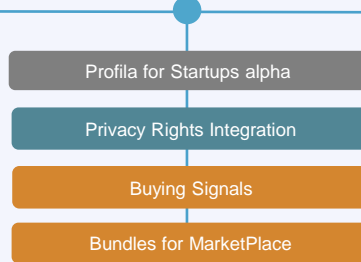 Profila for Startups alpha
Privacy Rights Integration
Buying Signals
Bundles for MarketPlace